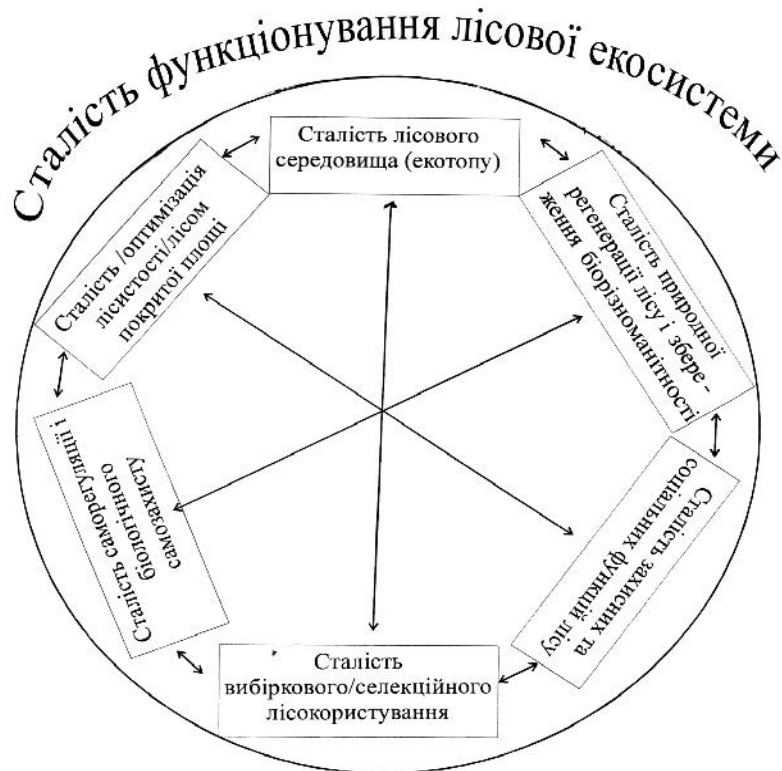 Сталість функціонування лісової екосистеми
Сталість лісового
середовища (екотопу)
Сталість природної
регенерації лісу і збере -
ження біорізноманітності
Сталість захисних та
соціальних функцій лісу
Сталість
вибіркового/селекційного
лісокористування
Сталість саморегуляції і
біологічного
самозахисту
Сталість /оптимізація
лісистості/лісом
покритої площі